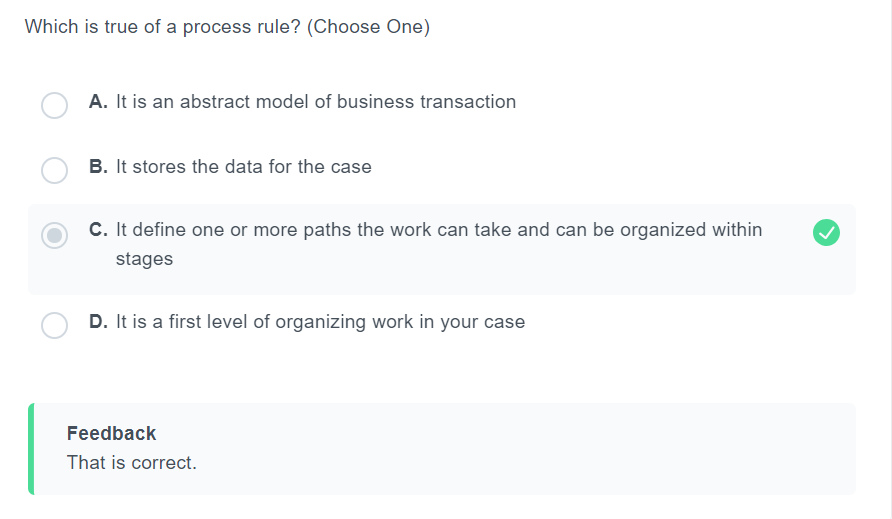 Which is true of a process rule? (Choose One)
A. It is an abstract model of business transaction
B. It stores the data for the case
C. It define one or more paths the work can take and can be organized within
stages
D. It is a first level of organizing work in your case
Feedback
That is correct.